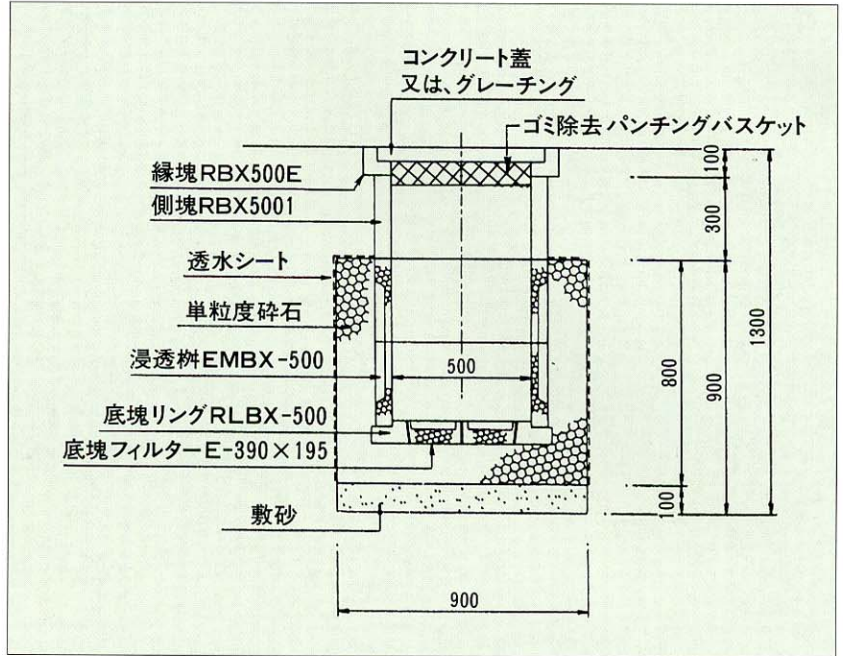 コンクリート蓋
又は、グレーチング
ゴミ除去パンチングバスケット
縁塊RBX500E
側塊RBX5001
透水シート
単粒度砕石
浸透桝EMBX-500
底塊リングRLBX-500
底塊フィルターE-390×195
敷砂
500
100
300
800
900
1300
100
900